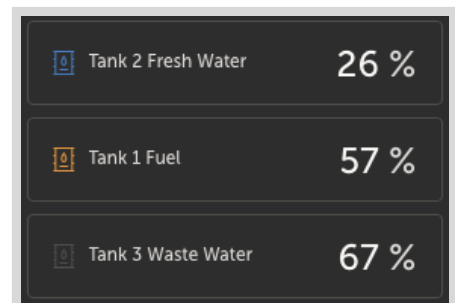 Tank 2 Fresh Water 26 %
Tank 1 Fuel 57 %
Tank 3 Waste Water 67 %